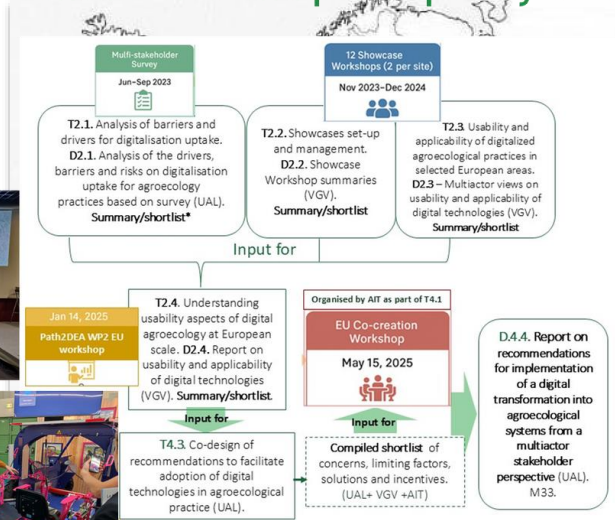 Multi-stakeholder
Survey
Jun-Sep 2023
12 Showcase
Workshops (2 per site)
Nov 2023-Dec 2024
T2.1. Analysis of barriers and
drivers for digitalisation uptake.
D2.1. Analysis of the drivers,
barriers and risks on digitalisation
uptake for agroecology
practices based on survey (UAL).
Summary/shortlist*
T2.2. Showcases set-up
and management.
D2.2. Showcase
Workshop summaries
(VGV).
Summary/shortlist
T2.3. Usability and
applicability of digitalized
agroecological practices in
selected European areas.
D2.3 – Multiactor views on
usability and applicability of
digital technologies (VGV).
Summary/shortlist
Input for
Jan 14, 2025
Path2DEA WP2 EU
workshop
T2.4. Understanding
usability aspects of digital
agroecology at European
scale. D2.4. Report on
usability and applicability
of digital technologies
(VGV). Summary/shortlist.
Organised by AIT as part of T4.1
EU Co-creation
Workshop
May 15, 2025
D.4.4. Report on
recommendations
for implementation
of a digital
transformation into
agroecological
systems from a
multiactor
stakeholder
perspective (UAL).
M33.
Input for
Input for
T4.3. Co-design of
recommendations to facilitate
adoption of digital
technologies in agroecological
practice (UAL).
Compiled shortlist of
concerns, limiting factors,
solutions and incentives.
(UAL+ VGV +AIT)